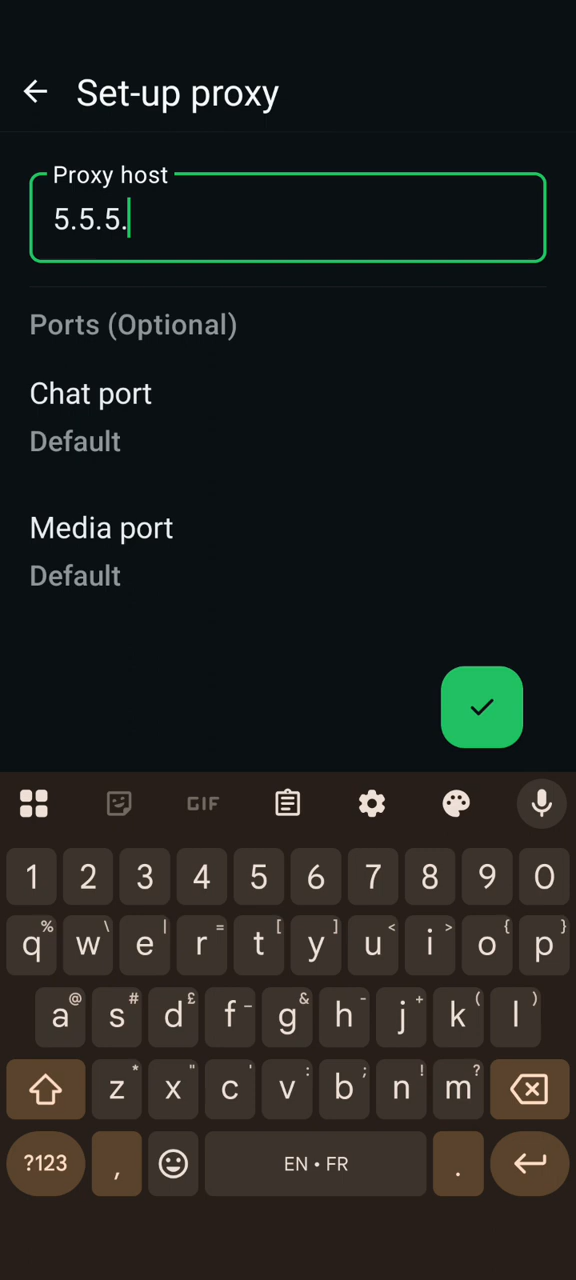 Set-up proxy
Proxy host
5.5.5.
Ports (Optional)
Chat port
Default
Media port
Default
GIF
1 2 3 4 5 6 7 8 9 0
% \ | = [ ] < > { }
q w e r t y u i o p
@ # £ _ & - + ( )
a s d f g h j k l
* " ' : ; ! ?
z x c v b n m
?123 , EN • FR .